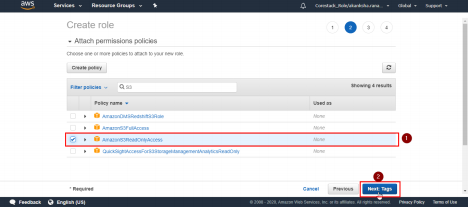 aws Services Resource Groups Global Support
Create role
1 2 3 4
Attach permissions policies
Choose one or more policies to attach to your new role.
Create policy
Filter policies S3 Showing 4 results
Policy name Used as
AmazonDMSRedshiftS3Role None
AmazonS3FullAccess None
AmazonS3ReadOnlyAccess None
1
QuickSightAccessForS3StorageManagementAnalyticsReadOnly None
2
* Required Cancel Previous Next: Tags
Feedback English (US) © 2008 - 2020, Amazon Web Services, Inc. or its affiliates. All rights reserved. Privacy Policy Terms of Use